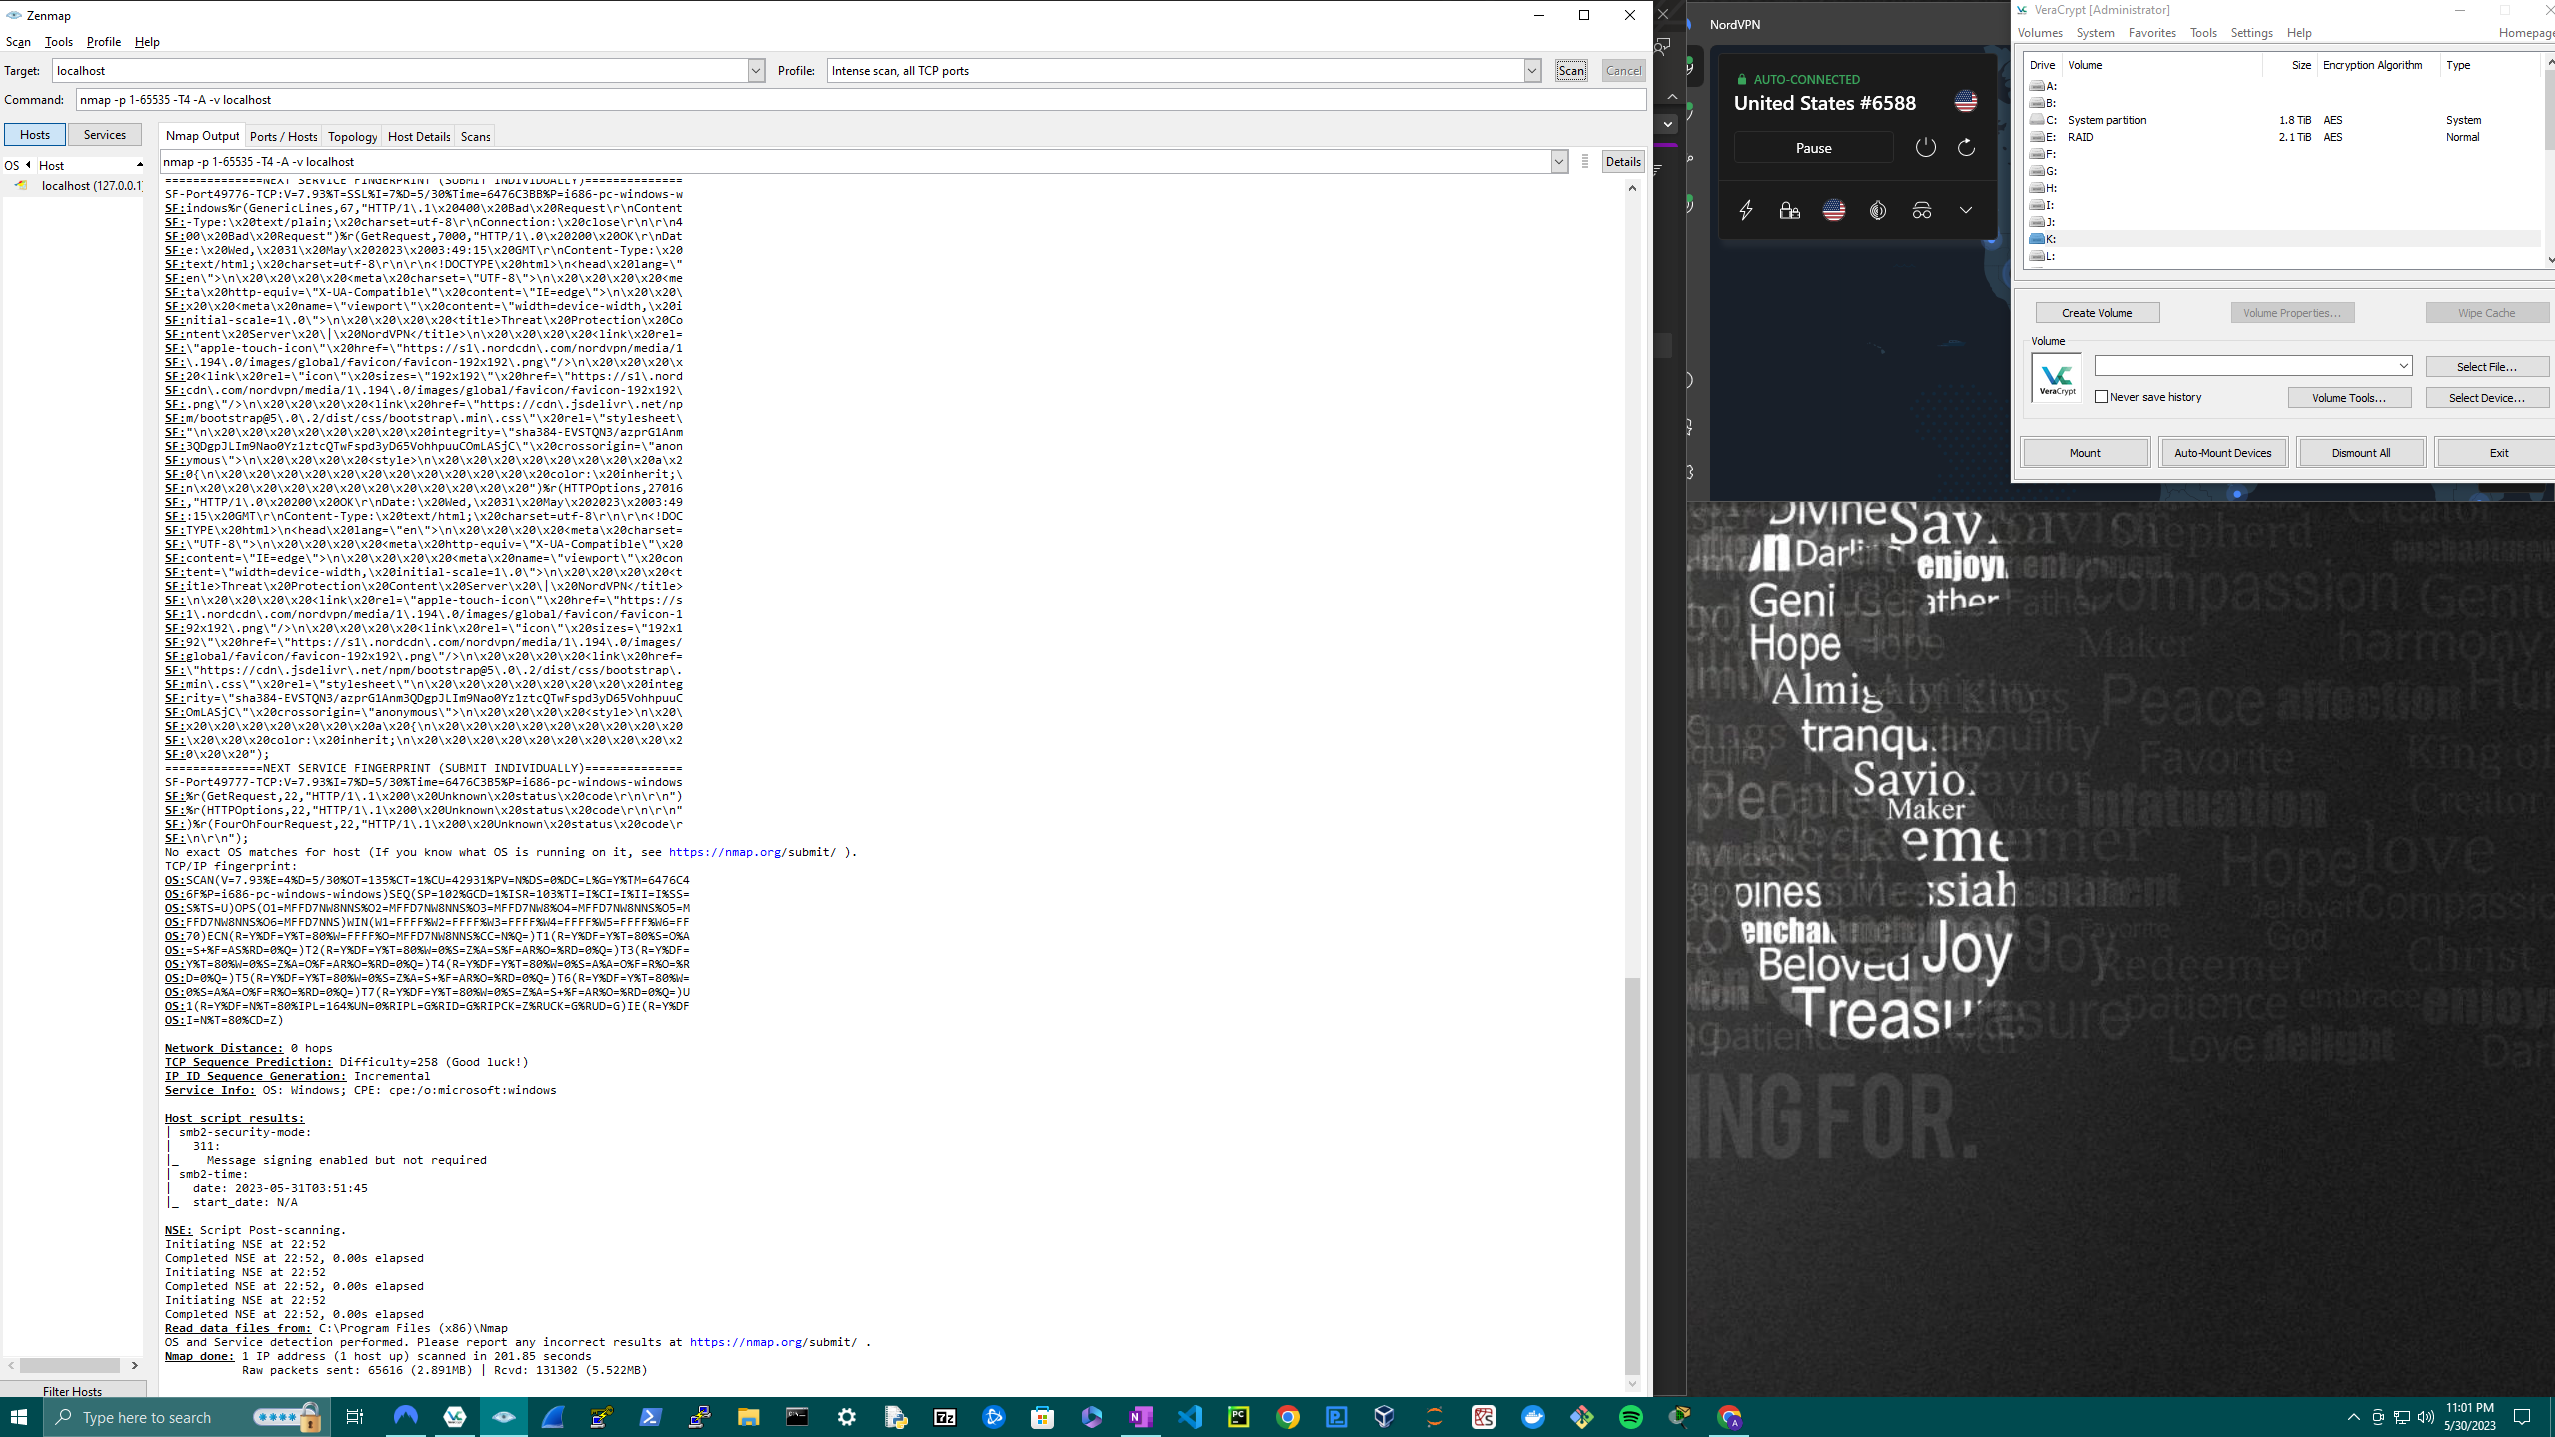 Zenmap
Scan Tools Profile Help
Target: localhost Profile: Intense scan, all TCP ports Scan Cancel
Command: nmap -p 1-65535 -T4 -A -v localhost
Hosts Services
OS Host
localhost (127.0.0.1)
Filter Hosts
Nmap Output Ports / Hosts Topology Host Details Scans
nmap -p 1-65535 -T4 -A -v localhost Details
==============NEXT SERVICE FINGERPRINT (SUBMIT INDIVIDUALLY)==============
SF-Port49776-TCP:V=7.93%T=SSL%I=7%D=5/30%Time=6476C3BB%P=i686-pc-windows-w
SF:indows%r(GenericLines,67,"HTTP/1\.1\x20400\x20Bad\x20Request\r\nContent
SF:-Type:\x20text/plain;\x20charset=utf-8\r\nConnection:\x20close\r\n\r\n4
SF:00\x20Bad\x20Request")%r(GetRequest,7000,"HTTP/1\.0\x20200\x20OK\r\nDat
SF:e:\x20Wed,\x2031\x20May\x202023\x2003:49:15\x20GMT\r\nContent-Type:\x20
SF:text/html;\x20charset=utf-8\r\n\r\n<!DOCTYPE\x20html>\n<head\x20lang=\"
SF:en\">\n\x20\x20\x20\x20<meta\x20charset=\"UTF-8\">\n\x20\x20\x20\x20<me
SF:ta\x20http-equiv=\"X-UA-Compatible\"\x20content=\"IE=edge\">\n\x20\x20\
SF:x20\x20<meta\x20name=\"viewport\"\x20content=\"width=device-width,\x20i
SF:nitial-scale=1\.0\">\n\x20\x20\x20\x20<title>Threat\x20Protection\x20Co
SF:ntent\x20Server\x20\|\x20NordVPN</title>\n\x20\x20\x20\x20<link\x20rel=
SF:\"apple-touch-icon\"\x20href=\"https://s1\.nordcdn\.com/nordvpn/media/1
SF:\.194\.0/images/global/favicon/favicon-192x192\.png\"/>\n\x20\x20\x20\x
SF:20<link\x20rel=\"icon\"\x20sizes=\"192x192\"\x20href=\"https://s1\.nord
SF:cdn\.com/nordvpn/media/1\.194\.0/images/global/favicon/favicon-192x192\
SF:.png\"/>\n\x20\x20\x20\x20<link\x20href=\"https://cdn\.jsdelivr\.net/np
SF:m/bootstrap@5\.0\.2/dist/css/bootstrap\.min\.css\"\x20rel=\"stylesheet\
SF:"\n\x20\x20\x20\x20\x20\x20\x20\x20integrity=\"sha384-EVSTQN3/azprG1Anm
SF:3QDgpJLIm9Nao0Yz1ztcQTwFspd3yD65VohhpuuCOmLASjC\"\x20crossorigin=\"anon
SF:ymous\">\n\x20\x20\x20\x20<style>\n\x20\x20\x20\x20\x20\x20\x20\x20a\x2
SF:0{\n\x20\x20\x20\x20\x20\x20\x20\x20\x20\x20\x20\x20color:\x20inherit;\
SF:n\x20\x20\x20\x20\x20\x20\x20\x20\x20\x20\x20\x20")%r(HTTPOptions,27016
SF:,"HTTP/1\.0\x20200\x20OK\r\nDate:\x20Wed,\x2031\x20May\x202023\x2003:49
SF::15\x20GMT\r\nContent-Type:\x20text/html;\x20charset=utf-8\r\n\r\n<!DOC
SF:TYPE\x20html>\n<head\x20lang=\"en\">\n\x20\x20\x20\x20<meta\x20charset=
SF:\"UTF-8\">\n\x20\x20\x20\x20<meta\x20http-equiv=\"X-UA-Compatible\"\x20
SF:content=\"IE=edge\">\n\x20\x20\x20\x20<meta\x20name=\"viewport\"\x20con
SF:tent=\"width=device-width,\x20initial-scale=1\.0\">\n\x20\x20\x20\x20<t
SF:itle>Threat\x20Protection\x20Content\x20Server\x20\|\x20NordVPN</title>
SF:\n\x20\x20\x20\x20<link\x20rel=\"apple-touch-icon\"\x20href=\"https://s
SF:1\.nordcdn\.com/nordvpn/media/1\.194\.0/images/global/favicon/favicon-1
SF:92x192\.png\"/>\n\x20\x20\x20\x20<link\x20rel=\"icon\"\x20sizes=\"192x1
SF:92\"\x20href=\"https://s1\.nordcdn\.com/nordvpn/media/1\.194\.0/images/
SF:global/favicon/favicon-192x192\.png\"/>\n\x20\x20\x20\x20<link\x20href=
SF:\"https://cdn\.jsdelivr\.net/npm/bootstrap@5\.0\.2/dist/css/bootstrap\.
SF:min\.css\"\x20rel=\"stylesheet\"\n\x20\x20\x20\x20\x20\x20\x20\x20integ
SF:rity=\"sha384-EVSTQN3/azprG1Anm3QDgpJLIm9Nao0Yz1ztcQTwFspd3yD65VohhpuuC
SF:OmLASjC\"\x20crossorigin=\"anonymous\">\n\x20\x20\x20\x20<style>\n\x20\
SF:x20\x20\x20\x20\x20\x20\x20a\x20{\n\x20\x20\x20\x20\x20\x20\x20\x20\x20
SF:\x20\x20\x20color:\x20inherit;\n\x20\x20\x20\x20\x20\x20\x20\x20\x20\x2
SF:0\x20\x20");
==============NEXT SERVICE FINGERPRINT (SUBMIT INDIVIDUALLY)==============
SF-Port49777-TCP:V=7.93%I=7%D=5/30%Time=6476C3B5%P=i686-pc-windows-windows
SF:%r(GetRequest,22,"HTTP/1\.1\x200\x20Unknown\x20status\x20code\r\n\r\n")
SF:%r(HTTPOptions,22,"HTTP/1\.1\x200\x20Unknown\x20status\x20code\r\n\r\n"
SF:)%r(FourOhFourRequest,22,"HTTP/1\.1\x200\x20Unknown\x20status\x20code\r
SF:\n\r\n");
No exact OS matches for host (If you know what OS is running on it, see https://nmap.org/submit/ ).
TCP/IP fingerprint:
OS:SCAN(V=7.93%E=4%D=5/30%OT=135%CT=1%CU=42931%PV=N%DS=0%DC=L%G=Y%TM=6476C4
OS:6F%P=i686-pc-windows-windows)SEQ(SP=102%GCD=1%ISR=103%TI=I%CI=I%II=I%SS=
OS:S%TS=U)OPS(O1=MFFD7NW8NNS%O2=MFFD7NW8NNS%O3=MFFD7NW8%O4=MFFD7NW8NNS%O5=M
OS:FFD7NW8NNS%O6=MFFD7NNS)WIN(W1=FFFF%W2=FFFF%W3=FFFF%W4=FFFF%W5=FFFF%W6=FF
OS:70)ECN(R=Y%DF=Y%T=80%W=FFFF%O=MFFD7NW8NNS%CC=N%Q=)T1(R=Y%DF=Y%T=80%S=O%A
OS:=S+%F=AS%RD=0%Q=)T2(R=Y%DF=Y%T=80%W=0%S=Z%A=S%F=AR%O=%RD=0%Q=)T3(R=Y%DF=
OS:Y%T=80%W=0%S=Z%A=O%F=AR%O=%RD=0%Q=)T4(R=Y%DF=Y%T=80%W=0%S=A%A=O%F=R%O=%R
OS:D=0%Q=)T5(R=Y%DF=Y%T=80%W=0%S=Z%A=S+%F=AR%O=%RD=0%Q=)T6(R=Y%DF=Y%T=80%W=
OS:0%S=A%A=O%F=R%O=%RD=0%Q=)T7(R=Y%DF=Y%T=80%W=0%S=Z%A=S+%F=AR%O=%RD=0%Q=)U
OS:1(R=Y%DF=N%T=80%IPL=164%UN=0%RIPL=G%RID=G%RIPCK=Z%RUCK=G%RUD=G)IE(R=Y%DF
OS:I=N%T=80%CD=Z)
Network Distance: 0 hops
TCP Sequence Prediction: Difficulty=258 (Good luck!)
IP ID Sequence Generation: Incremental
Service Info: OS: Windows; CPE: cpe:/o:microsoft:windows
Host script results:
| smb2-security-mode:
|   311:
|_    Message signing enabled but not required
| smb2-time:
|   date: 2023-05-31T03:51:45
|_  start_date: N/A
NSE: Script Post-scanning.
Initiating NSE at 22:52
Completed NSE at 22:52, 0.00s elapsed
Initiating NSE at 22:52
Completed NSE at 22:52, 0.00s elapsed
Initiating NSE at 22:52
Completed NSE at 22:52, 0.00s elapsed
Read data files from: C:\Program Files (x86)\Nmap
OS and Service detection performed. Please report any incorrect results at https://nmap.org/submit/ .
Nmap done: 1 IP address (1 host up) scanned in 201.85 seconds
Raw packets sent: 65616 (2.891MB) | Rcvd: 131302 (5.522MB)
NordVPN
AUTO-CONNECTED
United States #6588
Pause
VeraCrypt [Administrator]
Volumes System Favorites Tools Settings Help Homepage
Drive Volume Size Encryption Algorithm Type
A:
B:
C: System partition 1.8 TiB AES System
E: RAID 2.1 TiB AES Normal
F:
G:
H:
I:
J:
K:
L:
Create Volume Volume Properties... Wipe Cache
Volume
VeraCrypt
Select File...
Never save history Volume Tools... Select Device...
Mount Auto-Mount Devices Dismount All Exit
Divine
Hope
Maker
Beloved Joy
Compassion
harmony
Maker
Peace
Favorite
King of
Hope Love
Christ
patience embrace
Love delight
ING FOR.
Type here to search
11:01 PM
5/30/2023